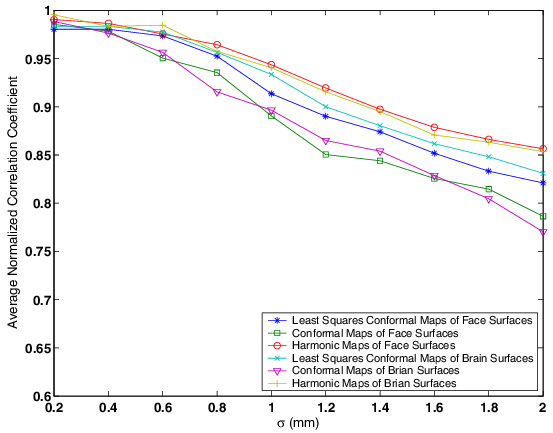 1
0.95
0.9
0.85
0.8
0.75
0.7
0.65
0.6
Average Normalized Correlation Coefficient
Least Squares Conformal Maps of Face Surfaces
Conformal Maps of Face Surfaces
Harmonic Maps of Face Surfaces
Least Squares Conformal Maps of Brain Surfaces
Conformal Maps of Brian Surfaces
Harmonic Maps of Brian Surfaces
0.2 0.4 0.6 0.8 1 1.2 1.4 1.6 1.8 2
σ (mm)